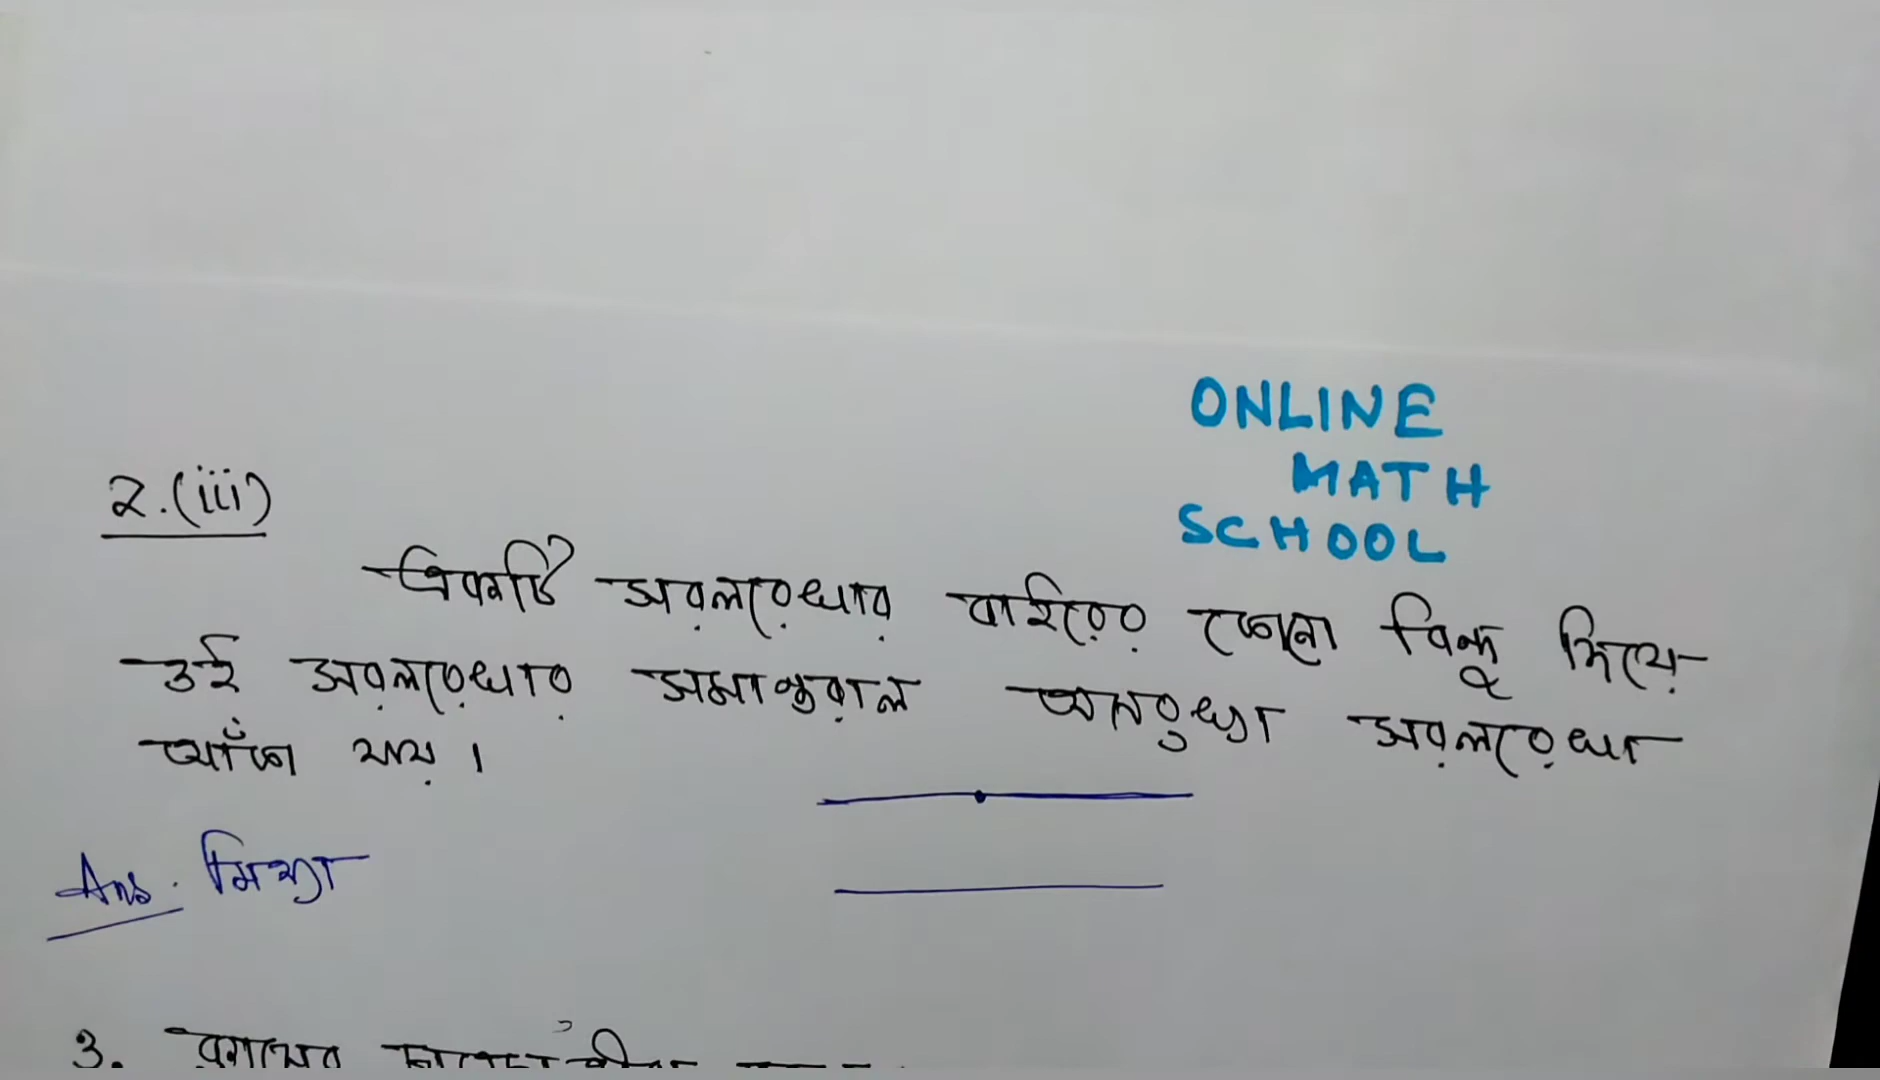 ONLINE
MATH
SCHOOL
2.(iii)
একটি সরলরেখার বাইরের কোনো বিন্দু দিয়ে
ওই সরলরেখার সমান্তরাল অসংখ্য সরলরেখা
আঁকা যায়।
Ans. মিথ্যা
3.